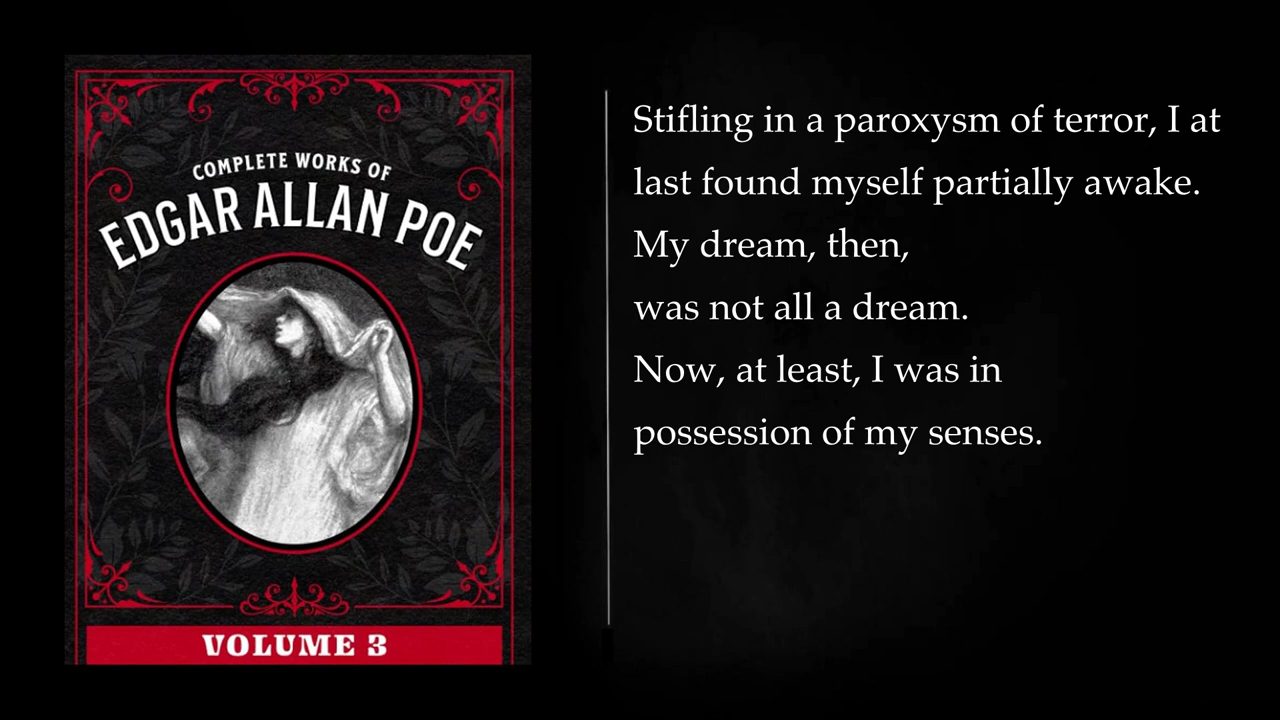 COMPLETE WORKS OF
EDGAR ALLAN POE
VOLUME 3
Stifling in a paroxysm of terror, I at
last found myself partially awake.
My dream, then,
was not all a dream.
Now, at least, I was in
possession of my senses.